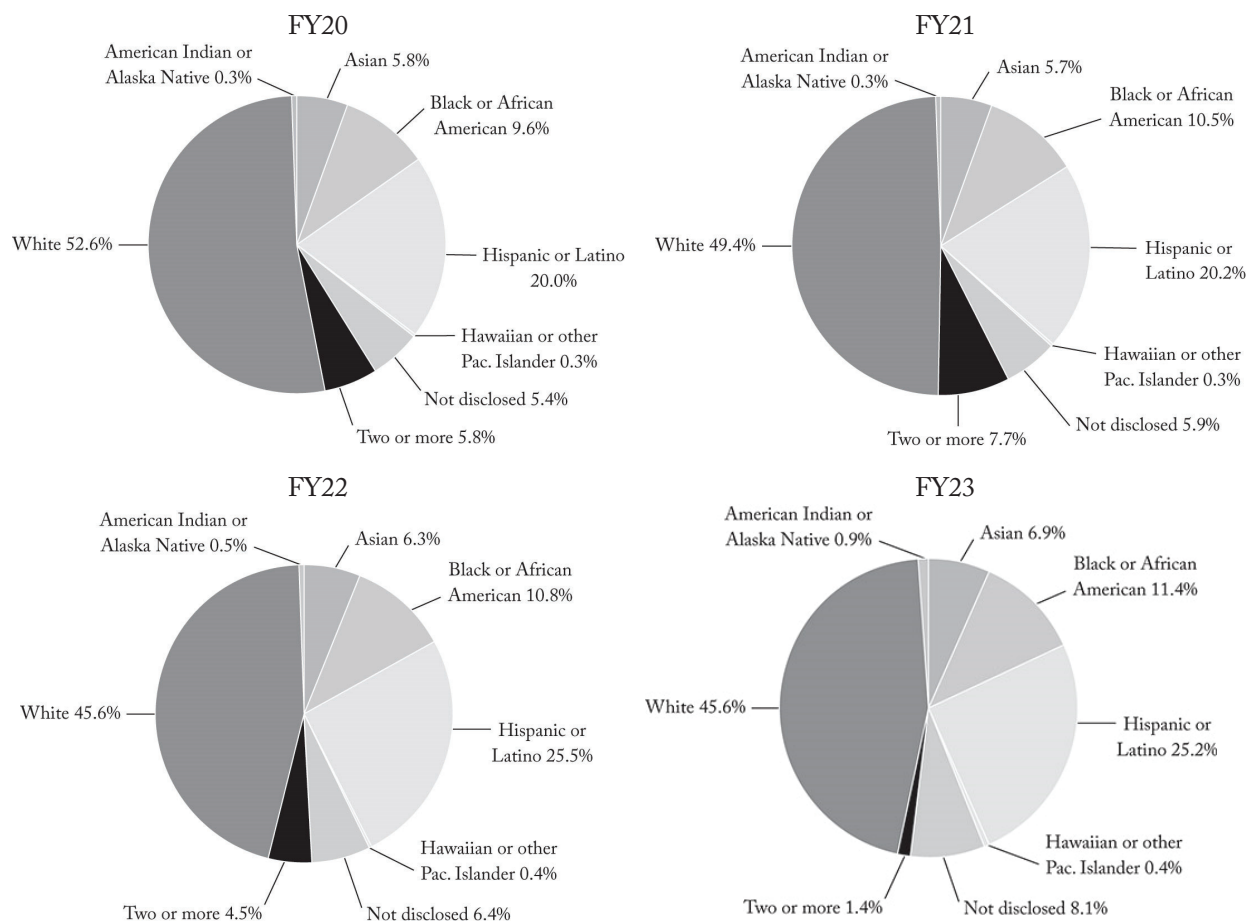 FY20
American Indian or
Alaska Native 0.3%
Asian 5.8%
Black or African
American 9.6%
White 52.6%
Hispanic or Latino
20.0%
Hawaiian or other
Pac. Islander 0.3%
Not disclosed 5.4%
Two or more 5.8%
FY21
American Indian or
Alaska Native 0.3%
Asian 5.7%
Black or African
American 10.5%
White 49.4%
Hispanic or
Latino 20.2%
Hawaiian or other
Pac. Islander 0.3%
Not disclosed 5.9%
Two or more 7.7%
FY22
American Indian or
Alaska Native 0.5%
Asian 6.3%
Black or African
American 10.8%
White 45.6%
Hispanic or
Latino 25.5%
Hawaiian or other
Pac. Islander 0.4%
Two or more 4.5%
Not disclosed 6.4%
FY23
American Indian or
Alaska Native 0.9%
Asian 6.9%
Black or African
American 11.4%
White 45.6%
Hispanic or
Latino 25.2%
Hawaiian or other
Pac. Islander 0.4%
Two or more 1.4%
Not disclosed 8.1%